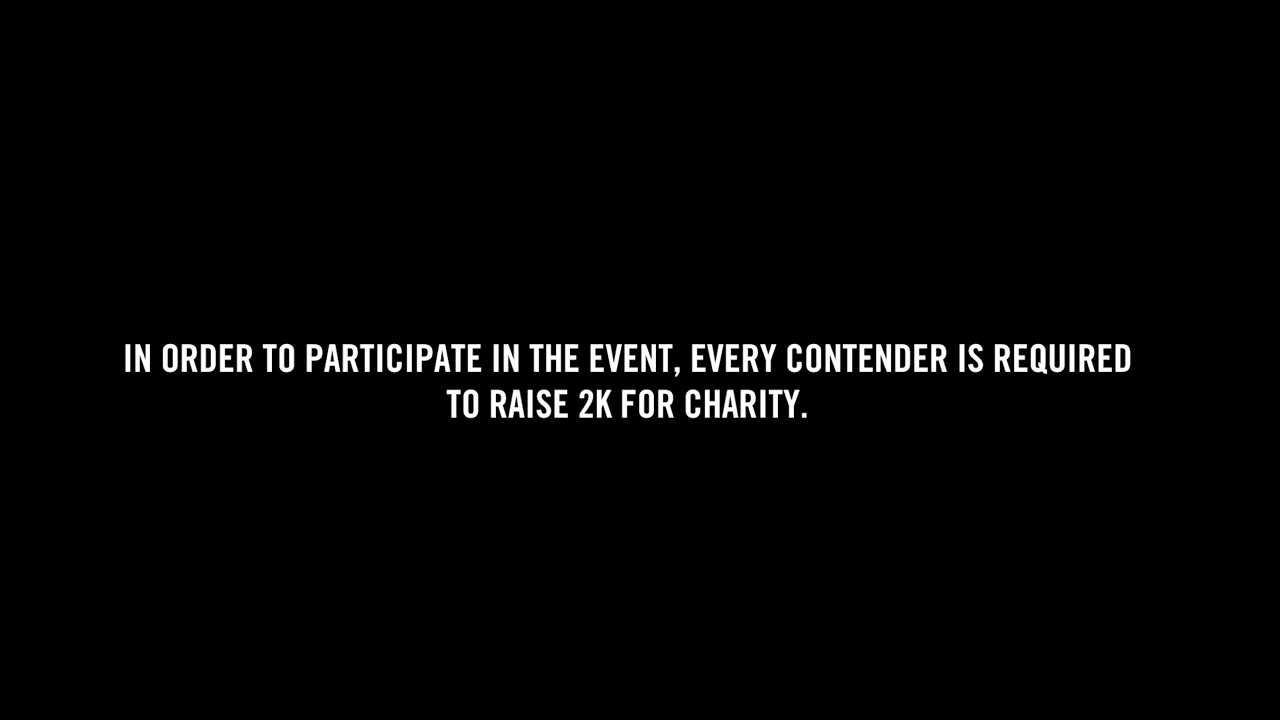 IN ORDER TO PARTICIPATE IN THE EVENT, EVERY CONTENDER IS REQUIRED
TO RAISE 2K FOR CHARITY.